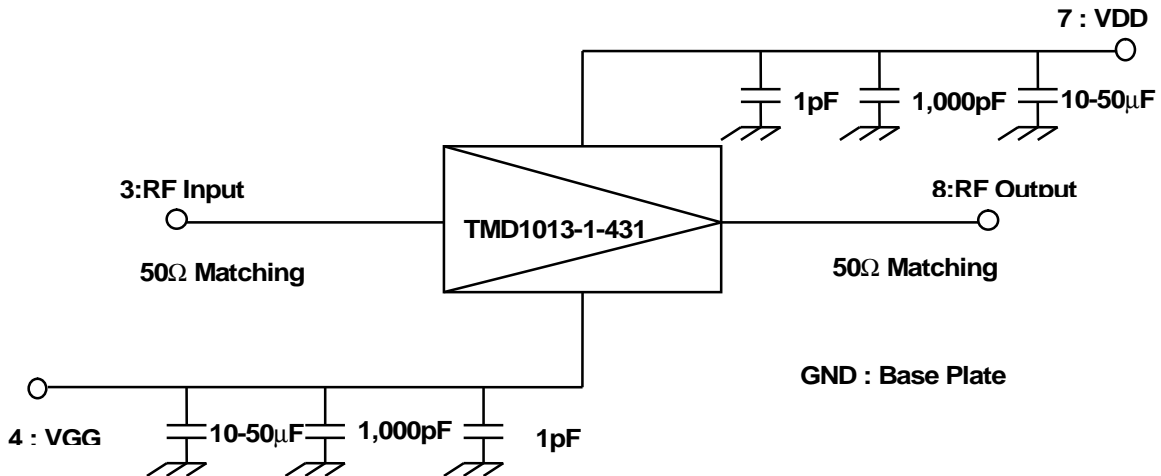 7 : VDD
1pF
1,000pF
10-50μF
3:RF Input
8:RF Output
TMD1013-1-431
50Ω Matching
50Ω Matching
GND : Base Plate
4 : VGG
10-50μF
1,000pF
1pF